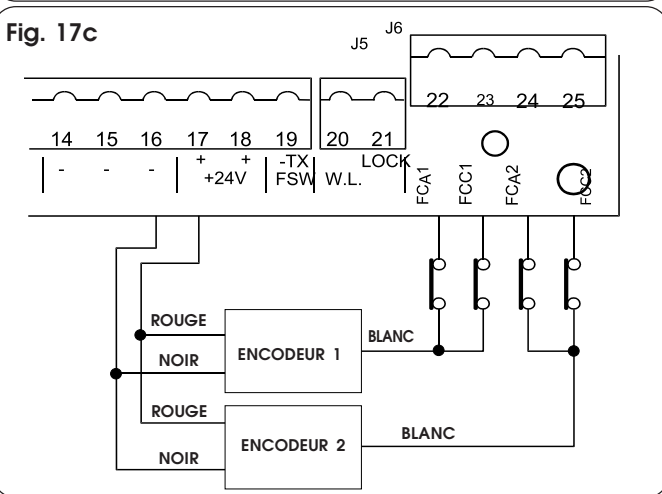 Fig. 17c
J5 J6
22 23 24 25
14 15 16 17 18 19 20 21
- - - + + -TX LOCK
+24V FSW W.L.
FCA1 FCC1 FCA2 FCC2
ROUGE
BLANC
ENCODEUR 1
NOIR
ROUGE
BLANC
ENCODEUR 2
NOIR